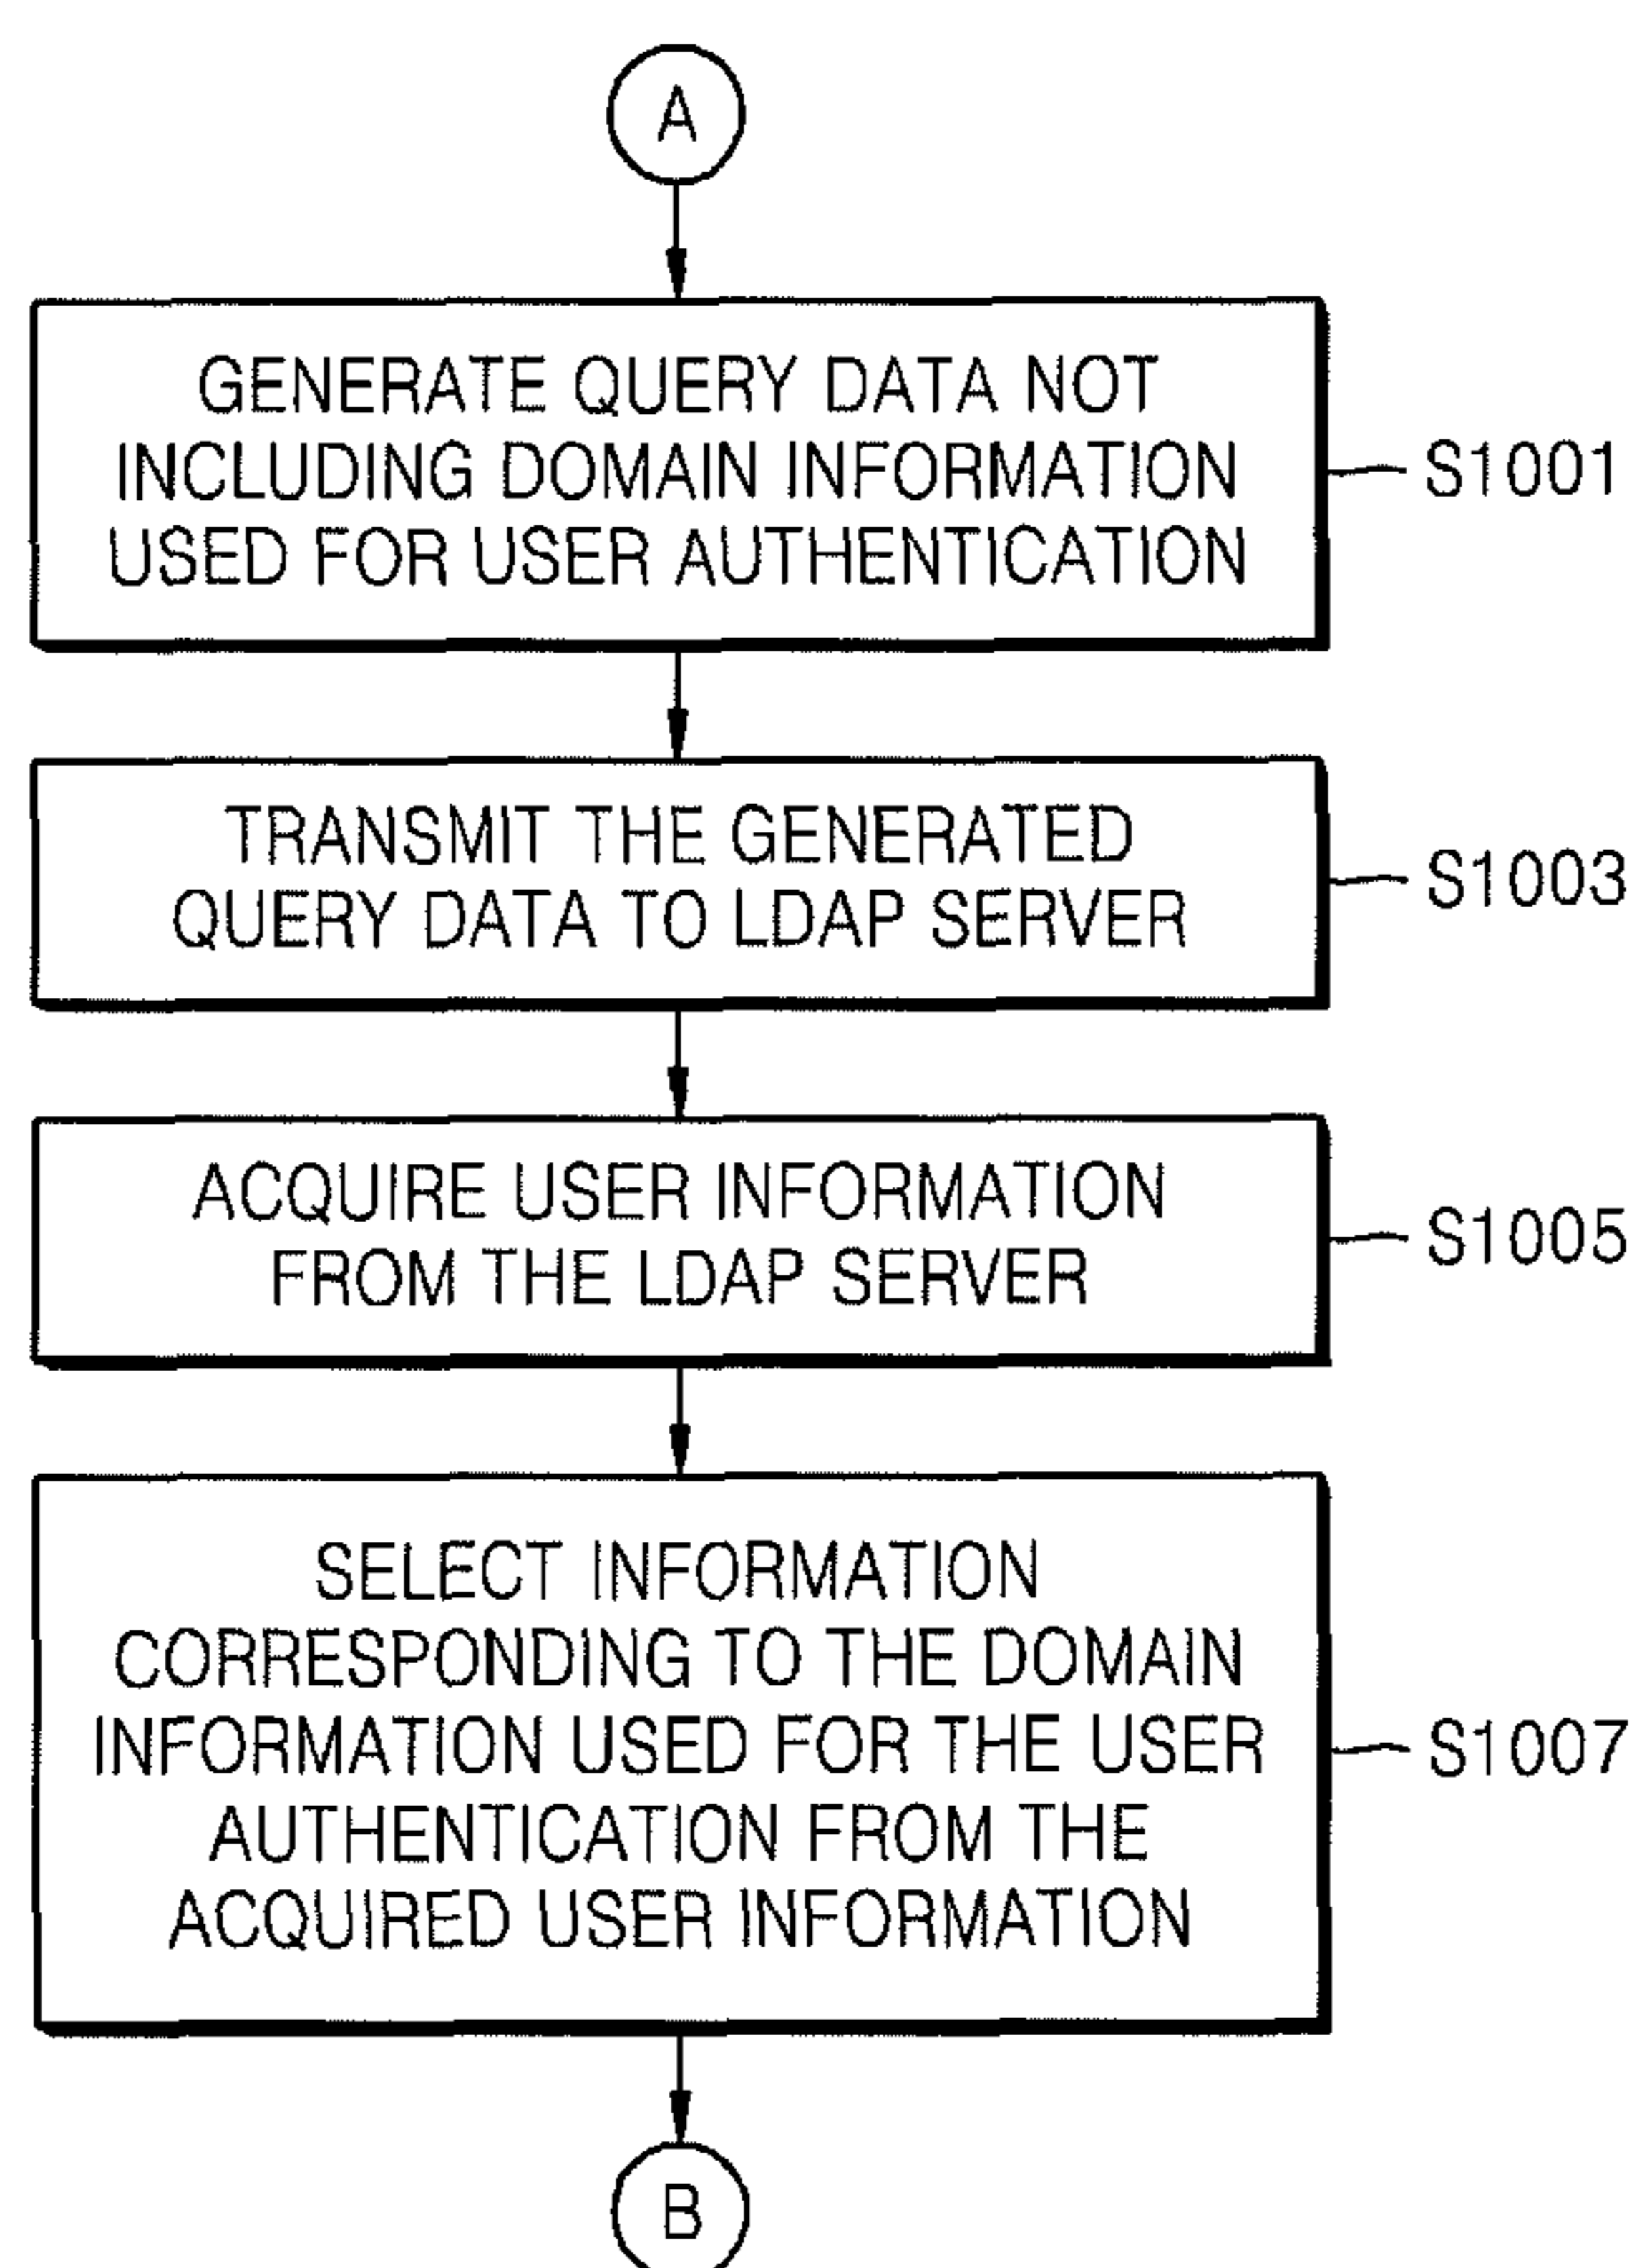 A
GENERATE QUERY DATA NOT
INCLUDING DOMAIN INFORMATION
USED FOR USER AUTHENTICATION
S1001
TRANSMIT THE GENERATED
QUERY DATA TO LDAP SERVER
S1003
ACQUIRE USER INFORMATION
FROM THE LDAP SERVER
S1005
SELECT INFORMATION
CORRESPONDING TO THE DOMAIN
INFORMATION USED FOR THE USER
AUTHENTICATION FROM THE
ACQUIRED USER INFORMATION
S1007
B